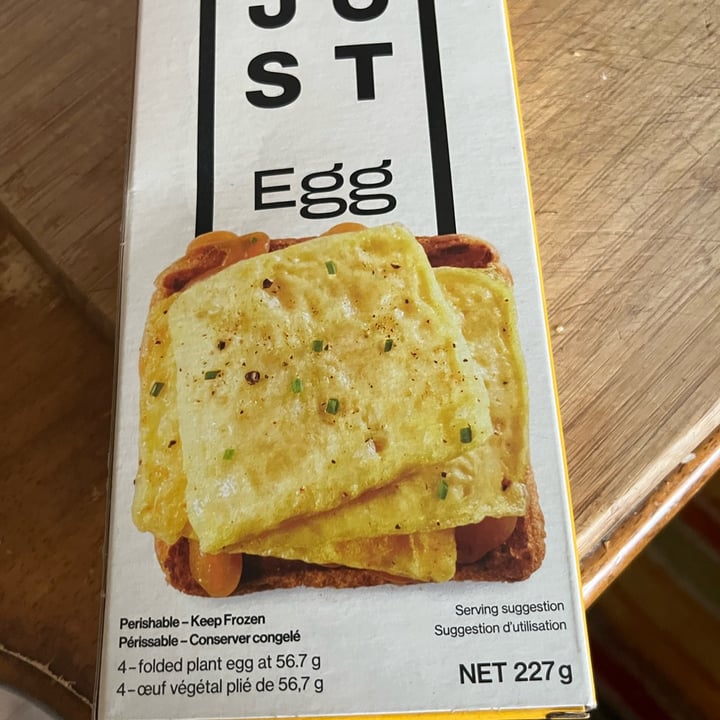 JU
ST
Egg
Perishable – Keep Frozen
Périssable – Conserver congelé
4–folded plant egg at 56.7 g
4–œuf végétal plié de 56,7 g
Serving suggestion
Suggestion d'utilisation
NET 227 g